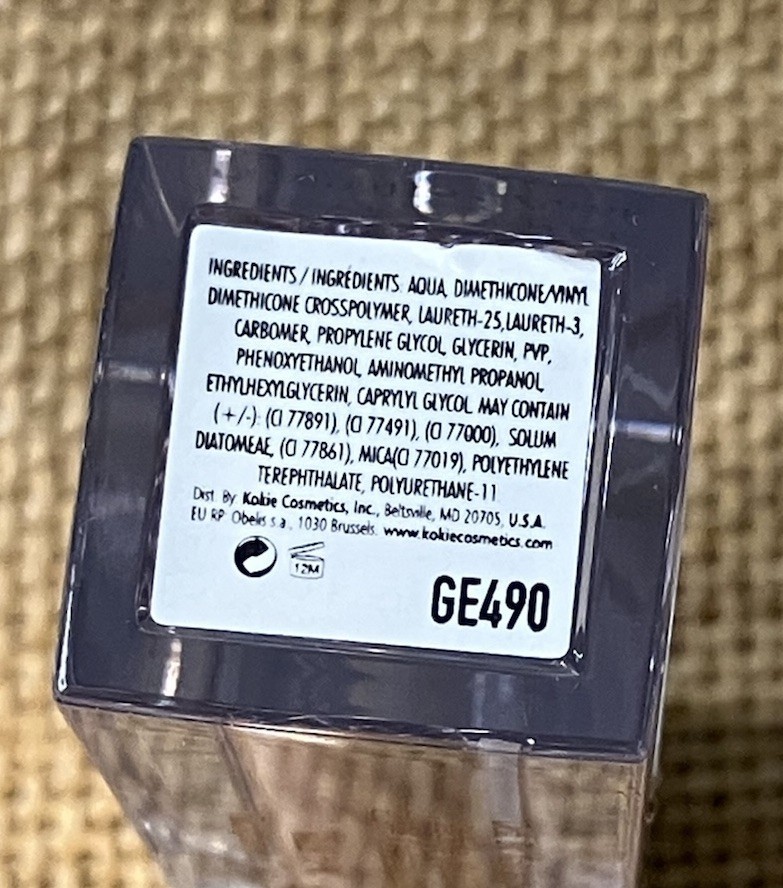 INGREDIENTS / INGRÉDIENTS: AQUA, DIMETHICONE/VINYL
DIMETHICONE CROSSPOLYMER, LAURETH-25,LAURETH-3,
CARBOMER, PROPYLENE GLYCOL, GLYCERIN, PVP,
PHENOXYETHANOL, AMINOMETHYL PROPANOL,
ETHYLHEXYLGLYCERIN, CAPRYLYL GLYCOL. MAY CONTAIN
(+/-): (CI 77891), (CI 77491), (CI 77000), SOLUM
DIATOMEAE, (CI 77861), MICA(CI 77019), POLYETHYLENE
TEREPHTHALATE, POLYURETHANE-11
Dist. By Kokie Cosmetics, Inc., Beltsville, MD 20705, U.S.A.
EU RP Obelis s.a., 1030 Brussels. www.kokiecosmetics.com
12M
GE490